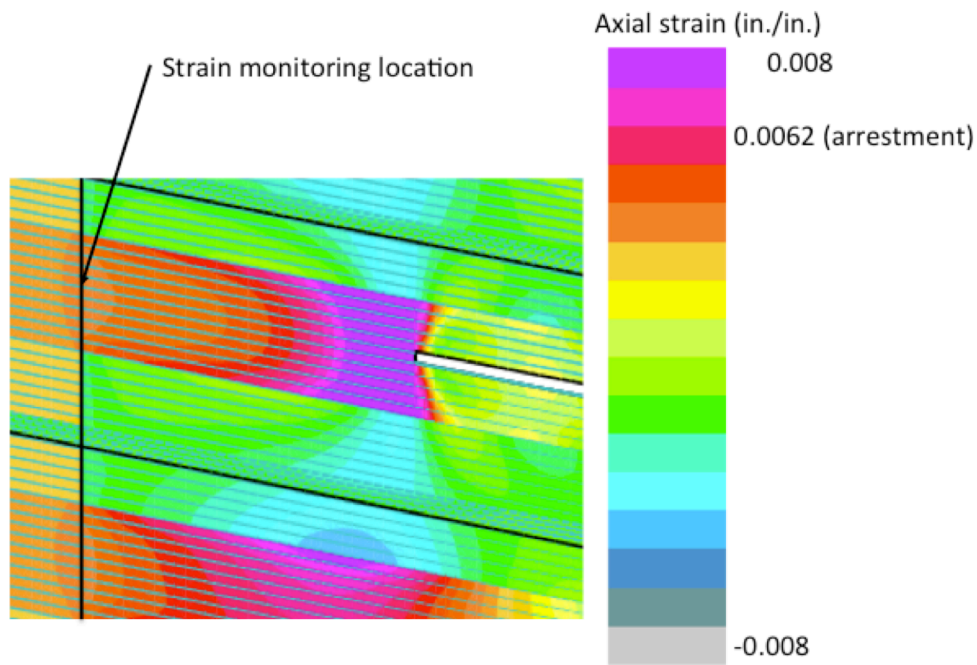 Axial strain (in./in.)
0.008
Strain monitoring location
0.0062 (arrestment)
-0.008